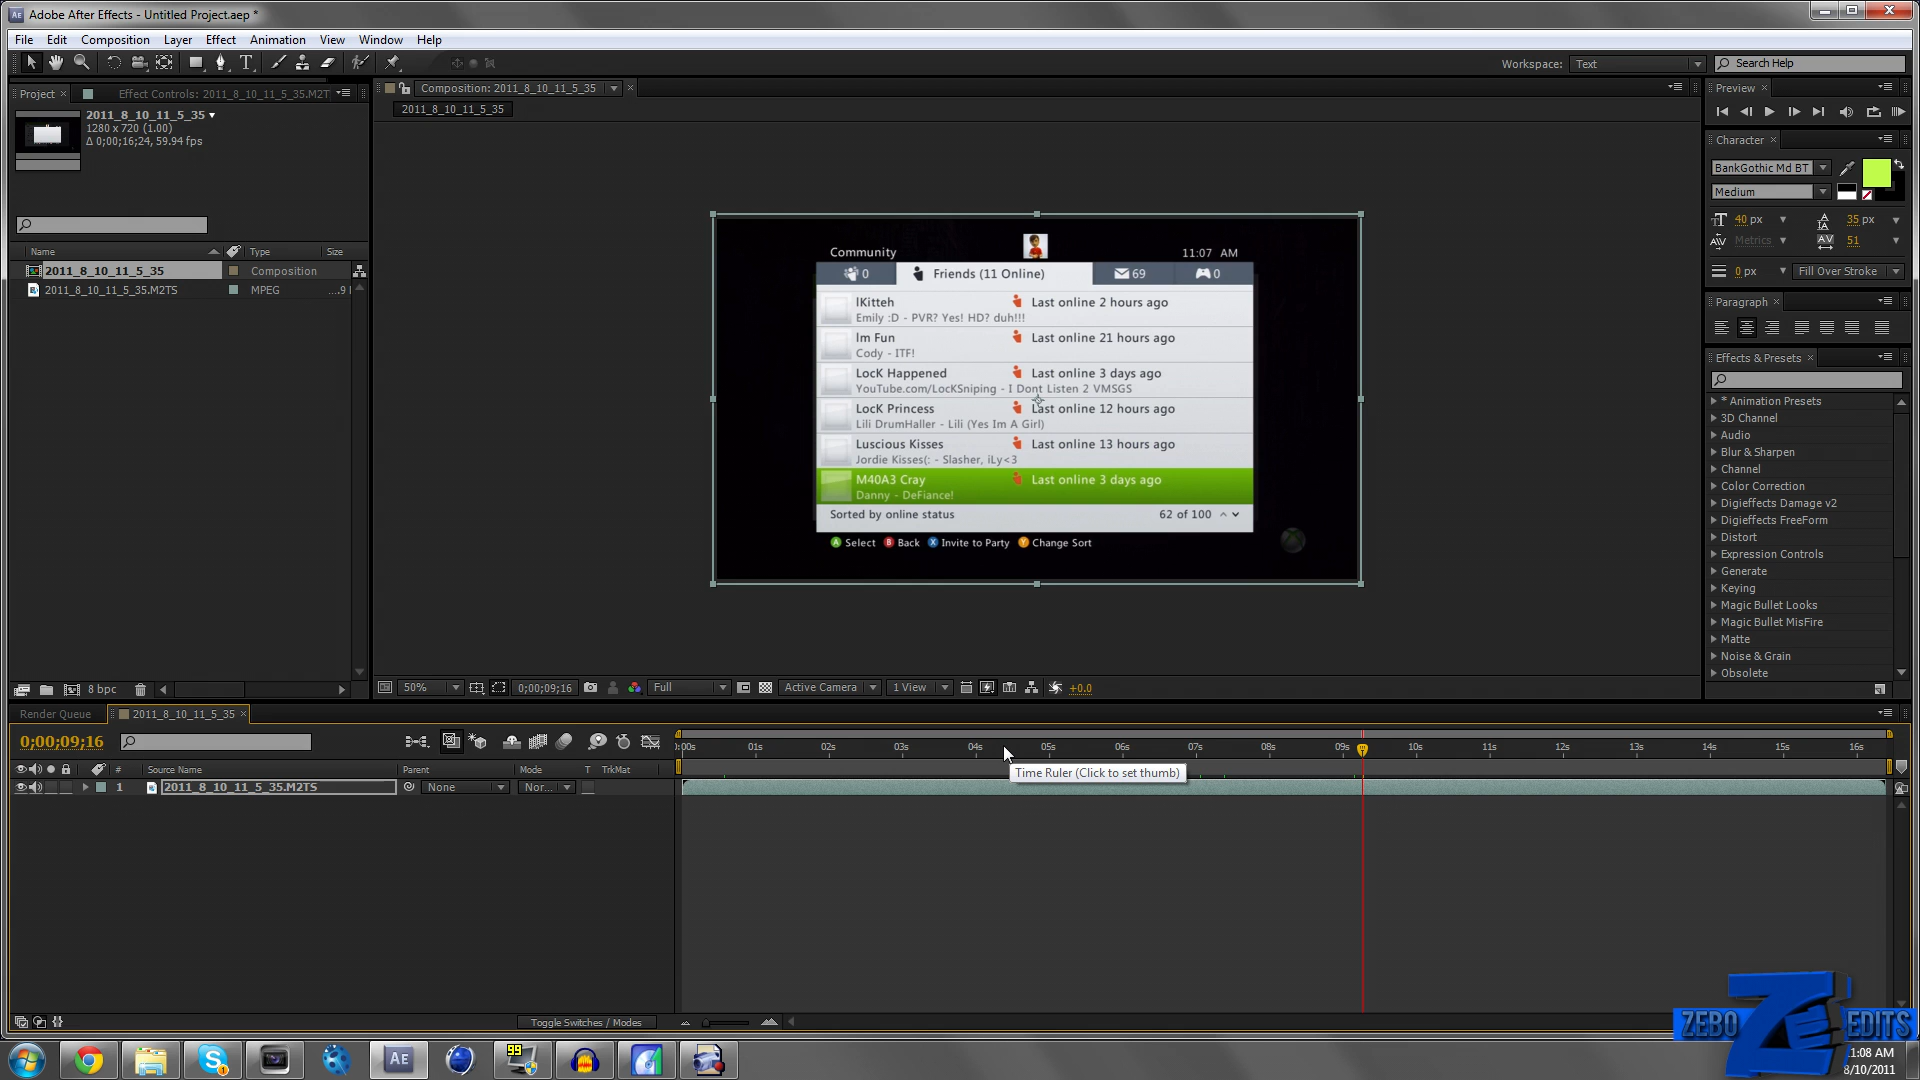 Adobe After Effects - Untitled Project.aep *
File Edit Composition Layer Effect Animation View Window Help
Workspace: Text Search Help
Project Effect Controls: 2011_8_10_11_5_35.M2T
Composition: 2011_8_10_11_5_35
2011_8_10_11_5_35
2011_8_10_11_5_35
1280 x 720 (1.00)
Δ 0;00;16;24, 59.94 fps
Name Type Size
2011_8_10_11_5_35 Composition
2011_8_10_11_5_35.M2TS MPEG ....9
8 bpc
Community 11:07 AM
0 Friends (11 Online) 69 0
lKitteh Last online 2 hours ago
Emily :D - PVR? Yes! HD? duh!!!
Im Fun Last online 21 hours ago
Cody - ITF!
LocK Happened Last online 3 days ago
YouTube.com/LocKSniping - I Dont Listen 2 VMSGS
LocK Princess Last online 12 hours ago
Lili DrumHaller - Lili (Yes Im A Girl)
Luscious Kisses Last online 13 hours ago
Jordie Kisses(: - Slasher, iLy<3
M40A3 Cray Last online 3 days ago
Danny - DeFiance!
Sorted by online status 62 of 100
A Select B Back X Invite to Party Y Change Sort
50% 0;00;09;16 Full Active Camera 1 View +0.0
Preview
Character
BankGothic Md BT
Medium
40 px 35 px
Metrics 51
0 px Fill Over Stroke
Paragraph
Effects & Presets
* Animation Presets
3D Channel
Audio
Blur & Sharpen
Channel
Color Correction
Digieffects Damage v2
Digieffects FreeForm
Distort
Expression Controls
Generate
Keying
Magic Bullet Looks
Magic Bullet MisFire
Matte
Noise & Grain
Obsolete
Render Queue 2011_8_10_11_5_35
0;00;09;16
:00s 01s 02s 03s 04s 05s 06s 07s 08s 09s 10s 11s 12s 13s 14s 15s 16s
# Source Name Parent Mode T TrkMat
Time Ruler (Click to set thumb)
1 2011_8_10_11_5_35.M2TS None Nor...
Toggle Switches / Modes
ZEBO EDITS
99
1:08 AM
8/10/2011